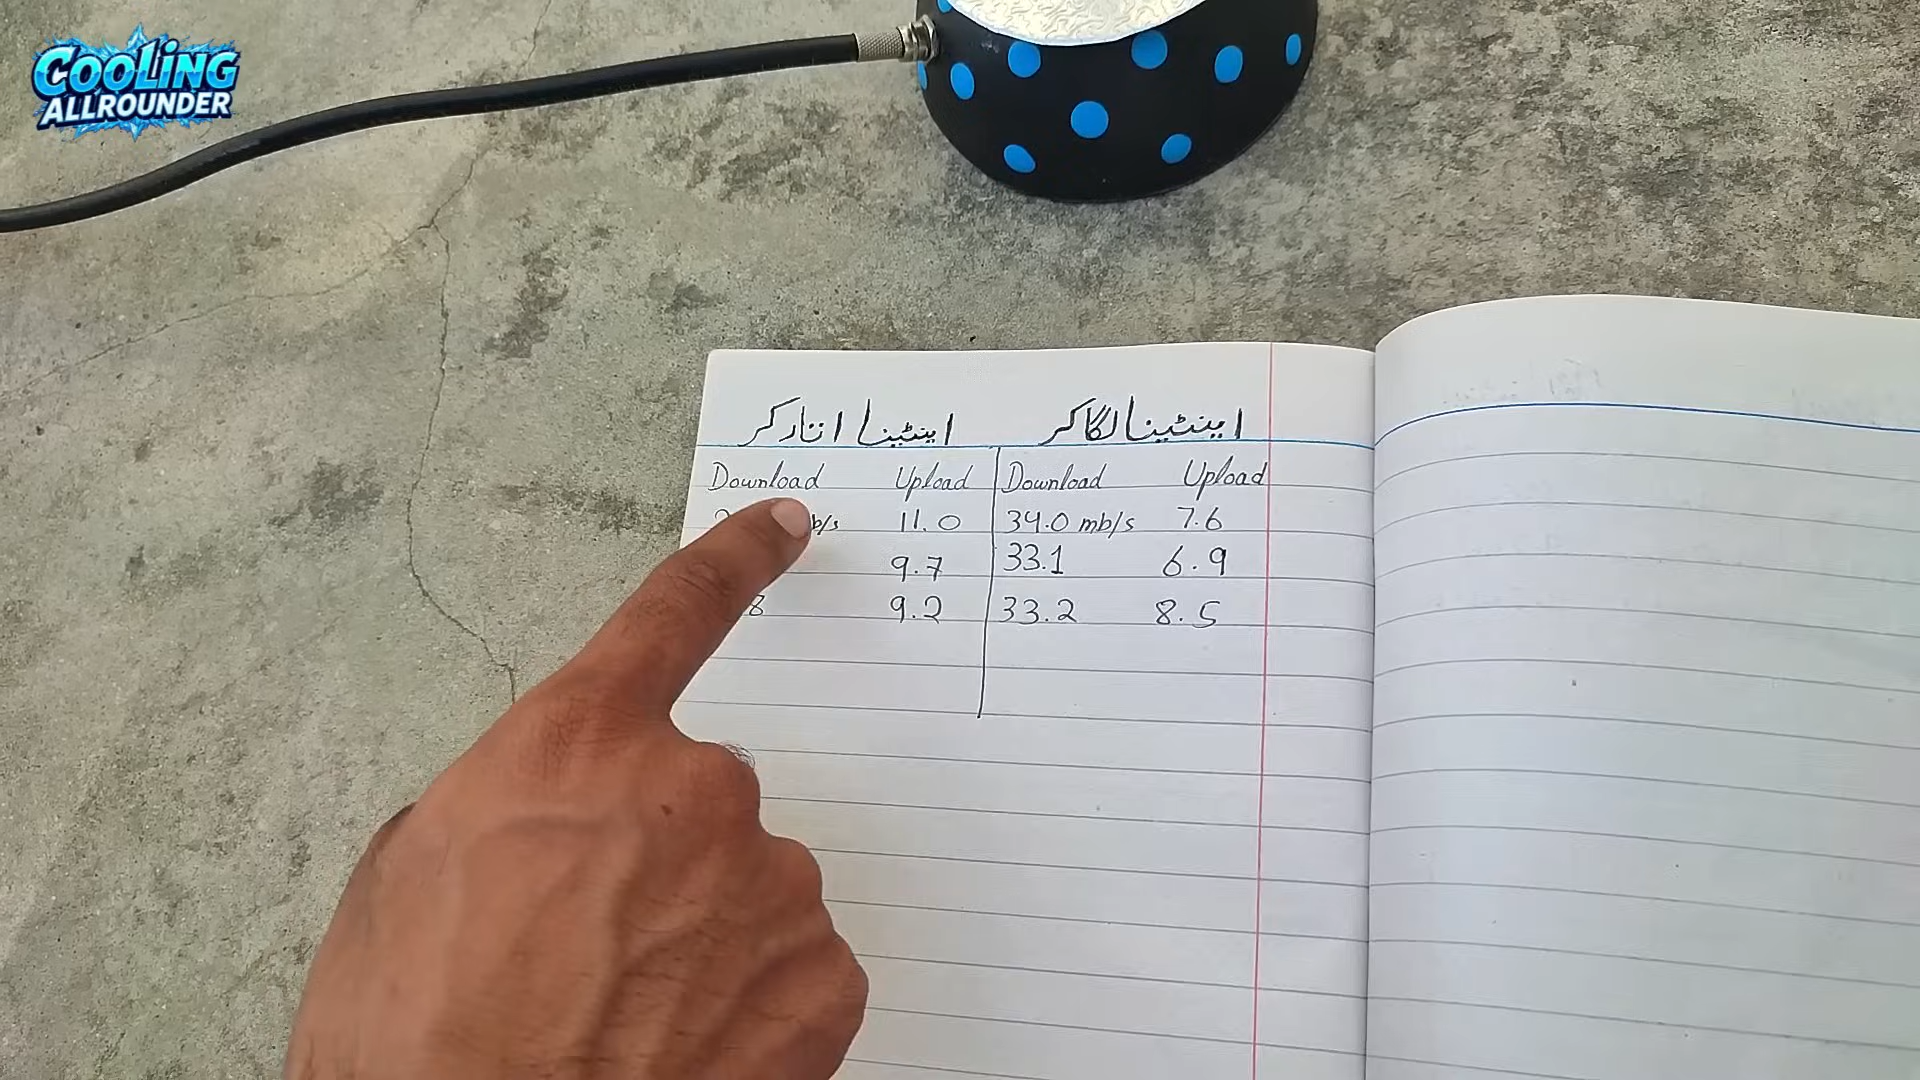 COOLING
ALLROUNDER
اینٹینا لگا کر اینٹینا اتار کر
Download Upload Download Upload
b/s 11.0 34.0 mb/s 7.6
9.7 33.1 6.9
8 9.2 33.2 8.5